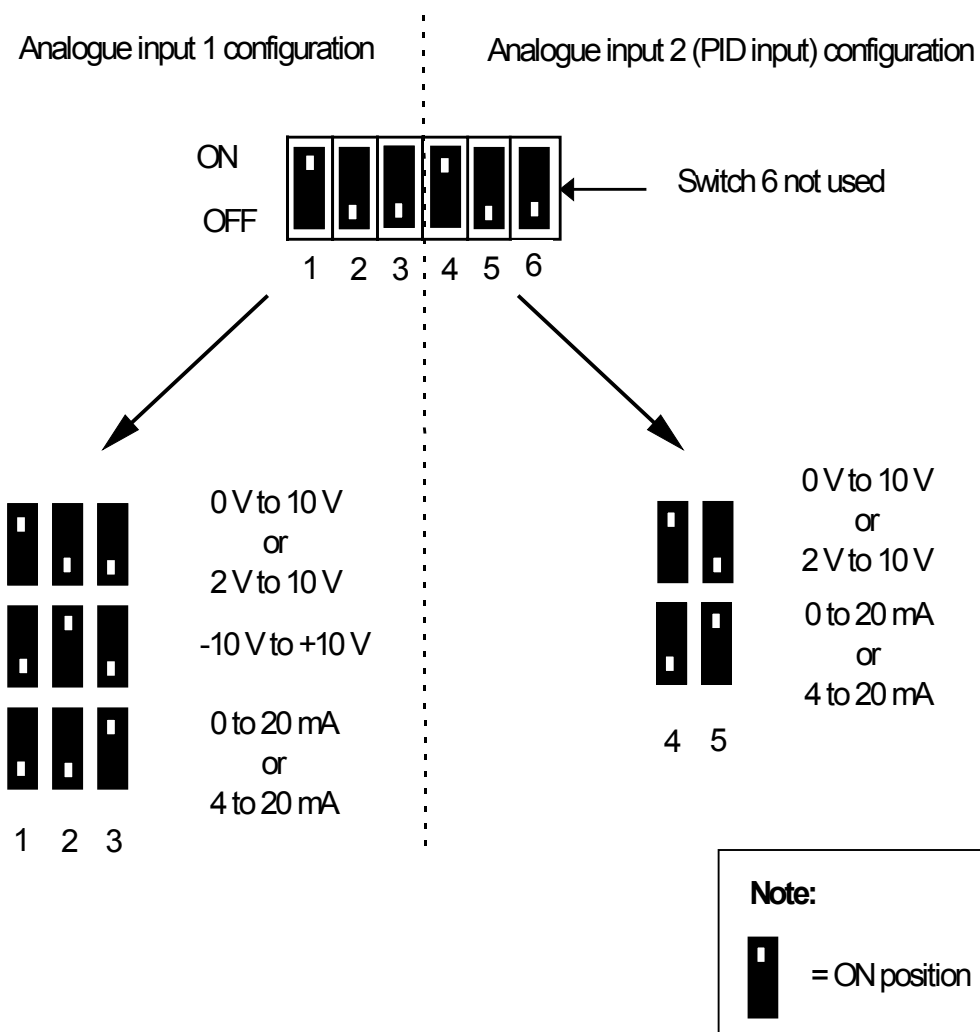 Analogue input 1 configuration
Analogue input 2 (PID input) configuration
ON
OFF
Switch 6 not used
1 2 3 4 5 6
0 V to 10 V
or
2 V to 10 V
-10 V to +10 V
0 to 20 mA
or
4 to 20 mA
1 2 3
0 V to 10 V
or
2 V to 10 V
0 to 20 mA
or
4 to 20 mA
4 5
Note:
= ON position